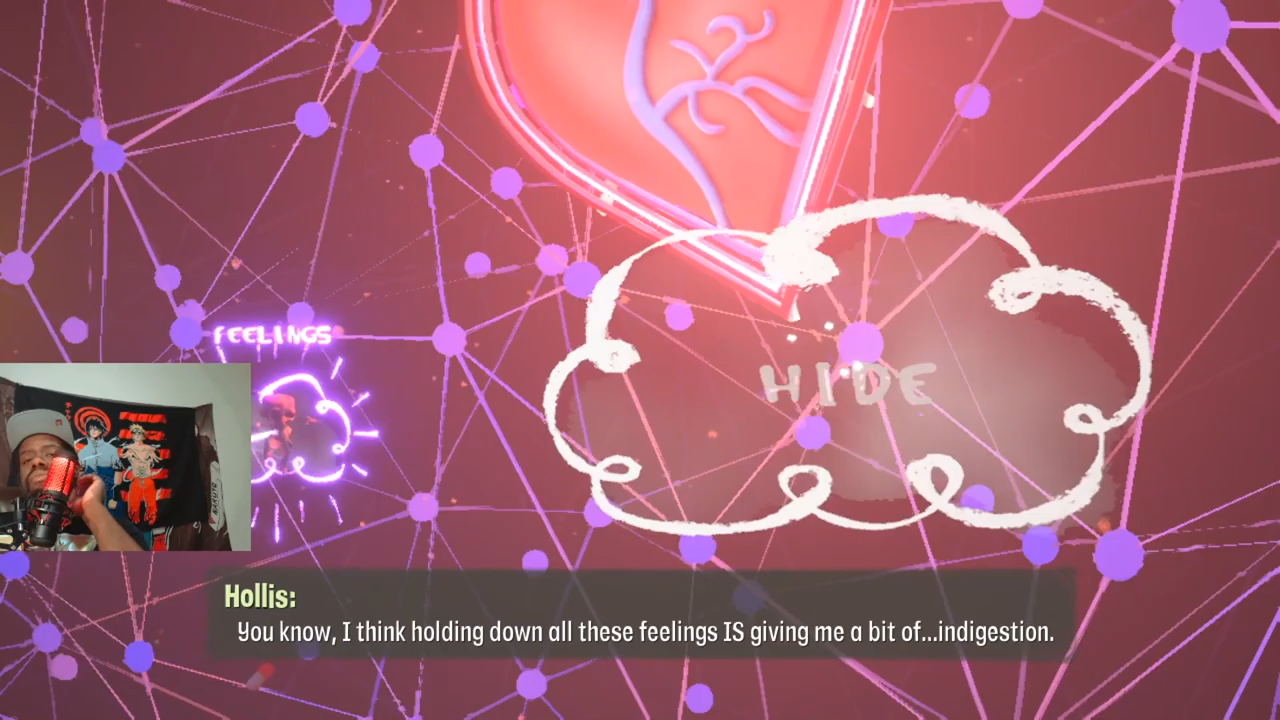 FEELINGS
HIDE
Hollis:
You know, I think holding down all these feelings IS giving me a bit of...indigestion.